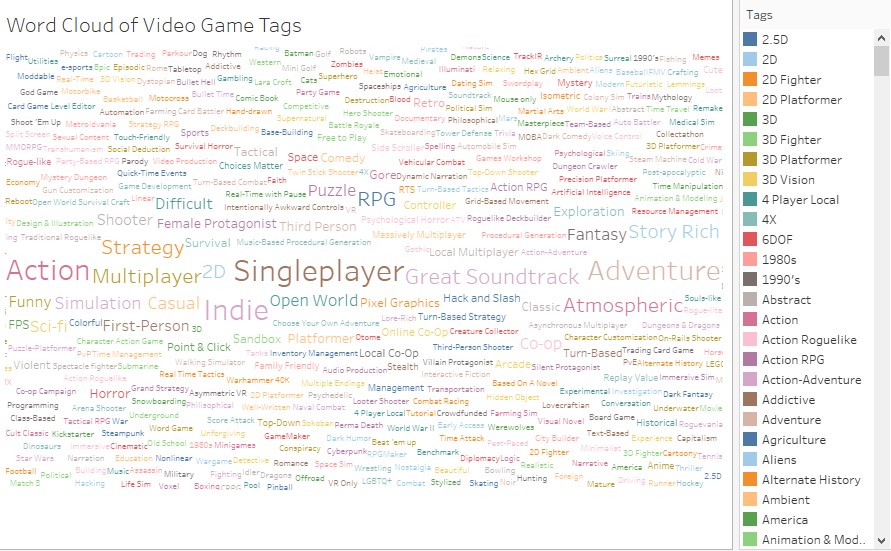 Word Cloud of Video Game Tags
Pirates
Physics Cartoon Trading Parkour Dog Rhythm Batman Golf Robots
Flight Utilities Western Zombies Vampire Medieval Demons Science TrackIR Archery Politics Surreal 1990's Fishing Memes
e-sports Epic Episodic Rome Tabletop Addictive Mini Golf Cats Heist Emotional Illuminati Relaxing Hex Grid Ambient Aliens Baseball FMV Crafting Cute
Moddable Real-Time 3D Vision Dystopian Bullet Hell Gambling Lara Croft Superhero Spaceships Agriculture Dating Sim Swordplay Mystery Modern Futuristic Lemmings
God Game Motorbike Bullet Time Comic Book Party Game Destruction Blood Retro Soundtrack Mouse only Isometric Colony Sim Trains Mythology
Card Game Level Editor Basketball Motocross Automation Farming Card Battler Hand-drawn Competitive Hero Shooter Documentary Political Sim Philosophical Mars Martial Arts World War I Abstract Time Travel Remake
Shoot 'Em Up Metroidvania Strategy RPG Deckbuilding Supernatural Battle Royale Masterpiece Team-Based Auto Battler Medical Sim
Split Screen Sexual Content Touch-Friendly Sports Base-Building Free to Play Skateboarding Tower Defense Trivia MOBA Dark Comedy Voice Control Collectathon
MMORPG Transhumanism Social Deduction Survival Horror Tactical Side Scroller Spelling Automobile Sim 3D Platformer Crime
Rogue-like Party-Based RPG Parody Video Production Choices Matter Space Comedy Vehicular Combat Games Workshop Psychological Skiing Steam Machine Cold War
Economy Mystery Dungeon Quick-Time Events Twin Stick Shooter 4X Gore Dynamic Narration Top-Down Shooter Dungeon Crawler Post-apocalyptic
Gun Customization Game Development Turn-Based Combat Faith Puzzle RPG RTS Turn-Based Tactics Action RPG Precision Platformer Time Manipulation
Reboot Open World Survival Craft Linear Difficult Real-Time with Pause Intentionally Awkward Controls VR Controller Grid-Based Movement Artificial Intelligence Animation & Modeling
Design & Illustration Shooter Female Protagonist Third Person Psychological Horror ATV Roguelike Deckbuilder Exploration Resource Management
Traditional Roguelike Strategy Survival Music-Based Procedural Generation Massively Multiplayer Procedural Generation Fantasy Story Rich
Gothic Local Multiplayer Action-Adventure
Action Multiplayer 2D Singleplayer Great Soundtrack Adventure
Funny Simulation Casual Indie Open World Pixel Graphics Hack and Slash Classic Atmospheric Souls-like
FPS Sci-fi Colorful First-Person 3D Choose Your Own Adventure Lore-Rich Turn-Based Strategy Asynchronous Multiplayer Dungeons & Dragons
Character Action Game Sandbox Platformer Otome Online Co-Op Creature Collector Character Customization On-Rails Shooter
Puzzle-Platformer PvP Time Management Point & Click Tanks Inventory Management Local Co-Op Third-Person Shooter Co-op Turn-Based Trading Card Game
Violent Spectacle fighter Submarine Walking Simulator Family Friendly Audio Production Stealth Villain Protagonist Arcade Silent Protagonist PvE Alternate History LEGO
Action Roguelike Real Time Tactics Warhammer 40K Multiple Endings Interactive Fiction Based On A Novel Replay Value Immersive Sim
Co-op Campaign Horror Grand Strategy Asymmetric VR 2D Platformer Psychedelic Management Transportation Hidden Object Experimental Investigation Dark Fantasy
Programming Arena Shooter Snowboarding Philisophical Well-Written Naval Combat Looter Shooter Combat Racing Lovecraftian Conversation Underwater Movie
Class-Based Tactical RPG War Underground Score Attack Top-Down Sokoban 4 Player Local Tutorial Crowdfunded Farming Sim Board Game Historical Roguevania
Cult Classic Kickstarter Steampunk Word Game Unforgiving GameMaker Perma Death World War II Early Access Werewolves Visual Novel Text-Based Experience Capitalism
Dinosaurs Immersive Cinematic Old School 1980s Minigames Conspiracy Dark Humor Beat 'em up Time Attack Fast-Paced City Builder Minimalist 3D Fighter Cartoony Tennis
Star Wars Narration Education Nonlinear Wargame Detective Romance Cyberpunk RPGMaker Benchmark Diplomacy Logic 2D Fighter Narrative America Anime Thriller
Football Political Building Music Assassin Military Fighting Idler Dragons Space Sim Wrestling Nostalgia Beautiful Bowling Realistic Foreign Driving Runner 2.5D
Match 3 Hacking Life Sim Voxel Boxing Pool Pinball Offroad VR Only LGBTQ+ Combat Stylized Skating Noir Hunting Mature Hockey
Tags
2.5D
2D
2D Fighter
2D Platformer
3D
3D Fighter
3D Platformer
3D Vision
4 Player Local
4X
6DOF
1980s
1990's
Abstract
Action
Action Roguelike
Action RPG
Action-Adventure
Addictive
Adventure
Agriculture
Aliens
Alternate History
Ambient
America
Animation & Mod..